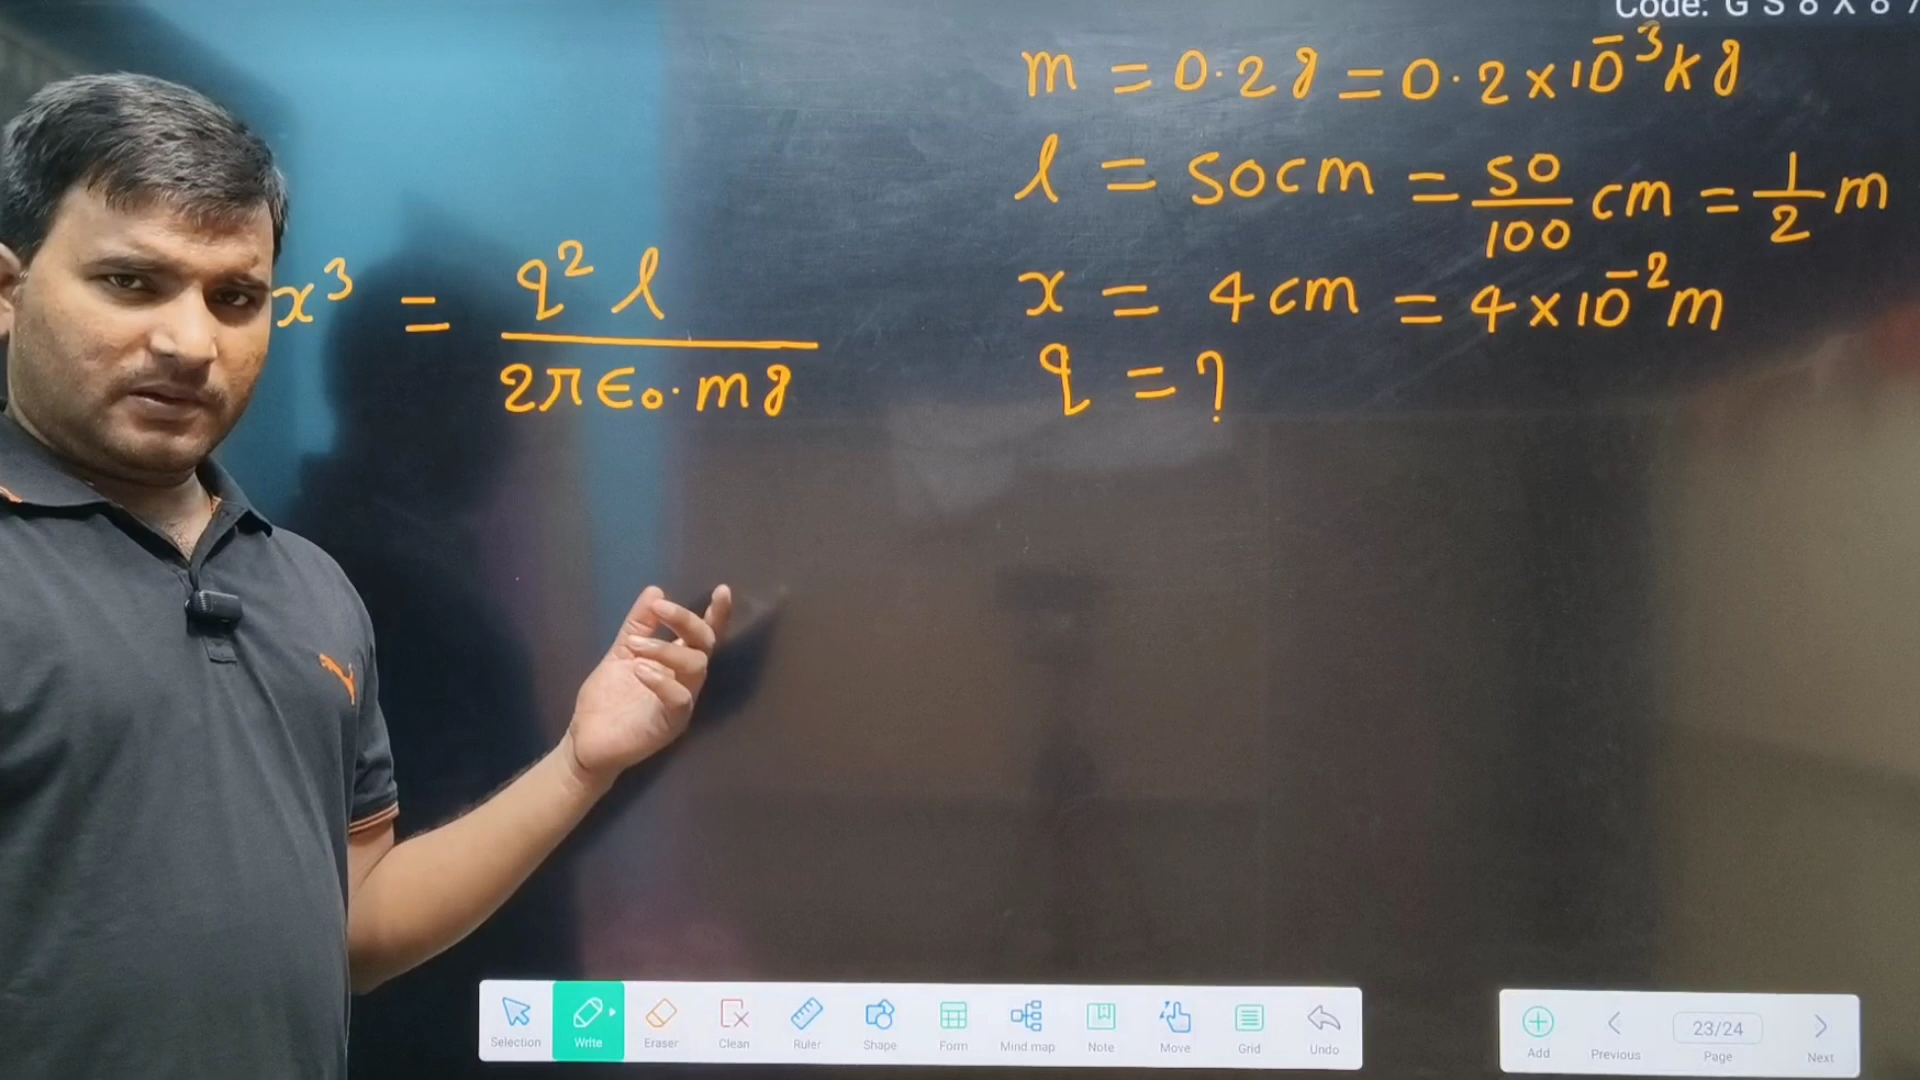 Code: G S 8 X 8
m = 0.2g = 0.2×10⁻³kg
l = 50cm = 50/100 cm = 1/2 m
x = 4cm = 4×10⁻²m
q = ?
x³ = q² l / 2πε₀.mg
Selection Write Eraser Clean Ruler Shape Form Mind map Note Move Grid Undo
Add Previous 23/24 Page Next